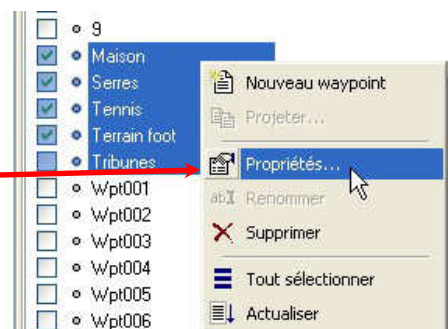 9
Maison
Serres
Tennis
Terrain foot
Tribunes
Wpt001
Wpt002
Wpt003
Wpt004
Wpt005
Wpt006
Nouveau waypoint
Projeter...
Propriétés...
Renommer
Supprimer
Tout sélectionner
Actualiser